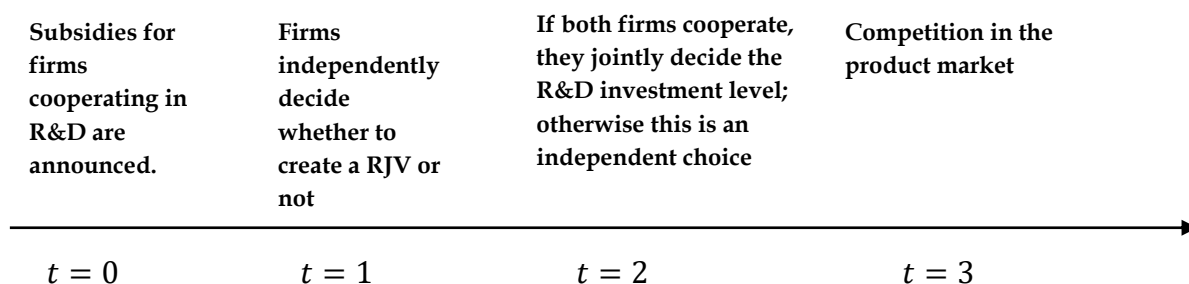 Subsidies for
firms
cooperating in
R&D are
announced.
Firms
independently
decide
whether to
create a RJV or
not
If both firms cooperate,
they jointly decide the
R&D investment level;
otherwise this is an
independent choice
Competition in the
product market
t = 0
t = 1
t = 2
t = 3